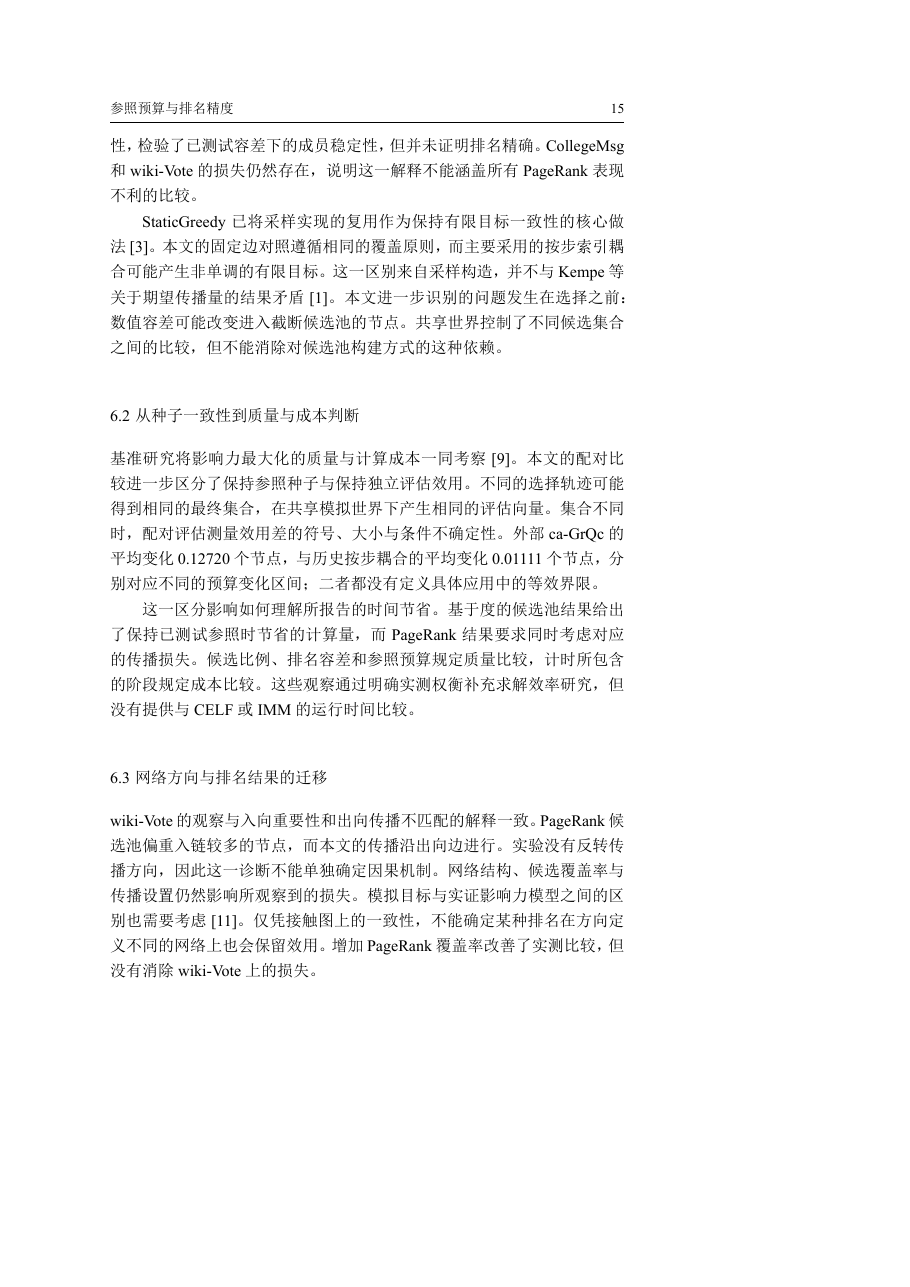 参照预算与排名精度 15
性，检验了已测试容差下的成员稳定性，但并未证明排名精确。CollegeMsg
和 wiki-Vote 的损失仍然存在，说明这一解释不能涵盖所有 PageRank 表现
不利的比较。
StaticGreedy 已将采样实现的复用作为保持有限目标一致性的核心做
法 [3]。本文的固定边对照遵循相同的覆盖原则，而主要采用的按步索引耦
合可能产生非单调的有限目标。这一区别来自采样构造，并不与 Kempe 等
关于期望传播量的结果矛盾 [1]。本文进一步识别的问题发生在选择之前：
数值容差可能改变进入截断候选池的节点。共享世界控制了不同候选集合
之间的比较，但不能消除对候选池构建方式的这种依赖。
6.2 从种子一致性到质量与成本判断
基准研究将影响力最大化的质量与计算成本一同考察 [9]。本文的配对比
较进一步区分了保持参照种子与保持独立评估效用。不同的选择轨迹可能
得到相同的最终集合，在共享模拟世界下产生相同的评估向量。集合不同
时，配对评估测量效用差的符号、大小与条件不确定性。外部 ca-GrQc 的
平均变化 0.12720 个节点，与历史按步耦合的平均变化 0.01111 个节点，分
别对应不同的预算变化区间；二者都没有定义具体应用中的等效界限。
这一区分影响如何理解所报告的时间节省。基于度的候选池结果给出
了保持已测试参照时节省的计算量，而 PageRank 结果要求同时考虑对应
的传播损失。候选比例、排名容差和参照预算规定质量比较，计时所包含
的阶段规定成本比较。这些观察通过明确实测权衡补充求解效率研究，但
没有提供与 CELF 或 IMM 的运行时间比较。
6.3 网络方向与排名结果的迁移
wiki-Vote 的观察与入向重要性和出向传播不匹配的解释一致。PageRank 候
选池偏重入链较多的节点，而本文的传播沿出向边进行。实验没有反转传
播方向，因此这一诊断不能单独确定因果机制。网络结构、候选覆盖率与
传播设置仍然影响所观察到的损失。模拟目标与实证影响力模型之间的区
别也需要考虑 [11]。仅凭接触图上的一致性，不能确定某种排名在方向定
义不同的网络上也会保留效用。增加 PageRank 覆盖率改善了实测比较，但
没有消除 wiki-Vote 上的损失。